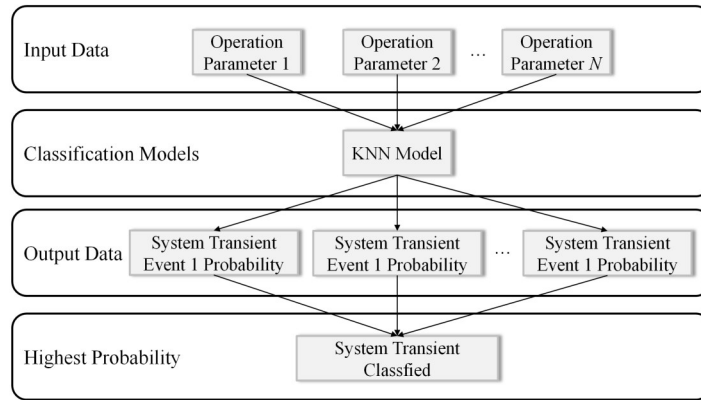 Input Data
Operation
Parameter 1
Operation
Parameter 2
...
Operation
Parameter N
Classification Models
KNN Model
Output Data
System Transient
Event 1 Probability
System Transient
Event 1 Probability
...
System Transient
Event 1 Probability
Highest Probability
System Transient
Classfied